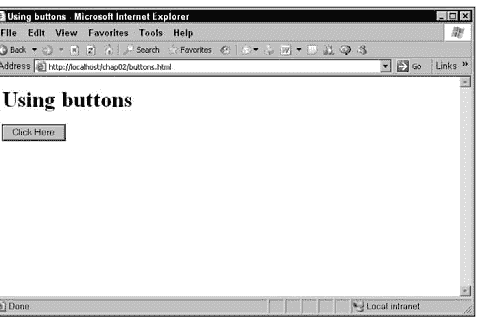 Using buttons - Microsoft Internet Explorer
File Edit View Favorites Tools Help
Back Search Favorites
Address http://localhost/chap02/buttons.html Go Links »
Using buttons
Click Here
Done Local intranet